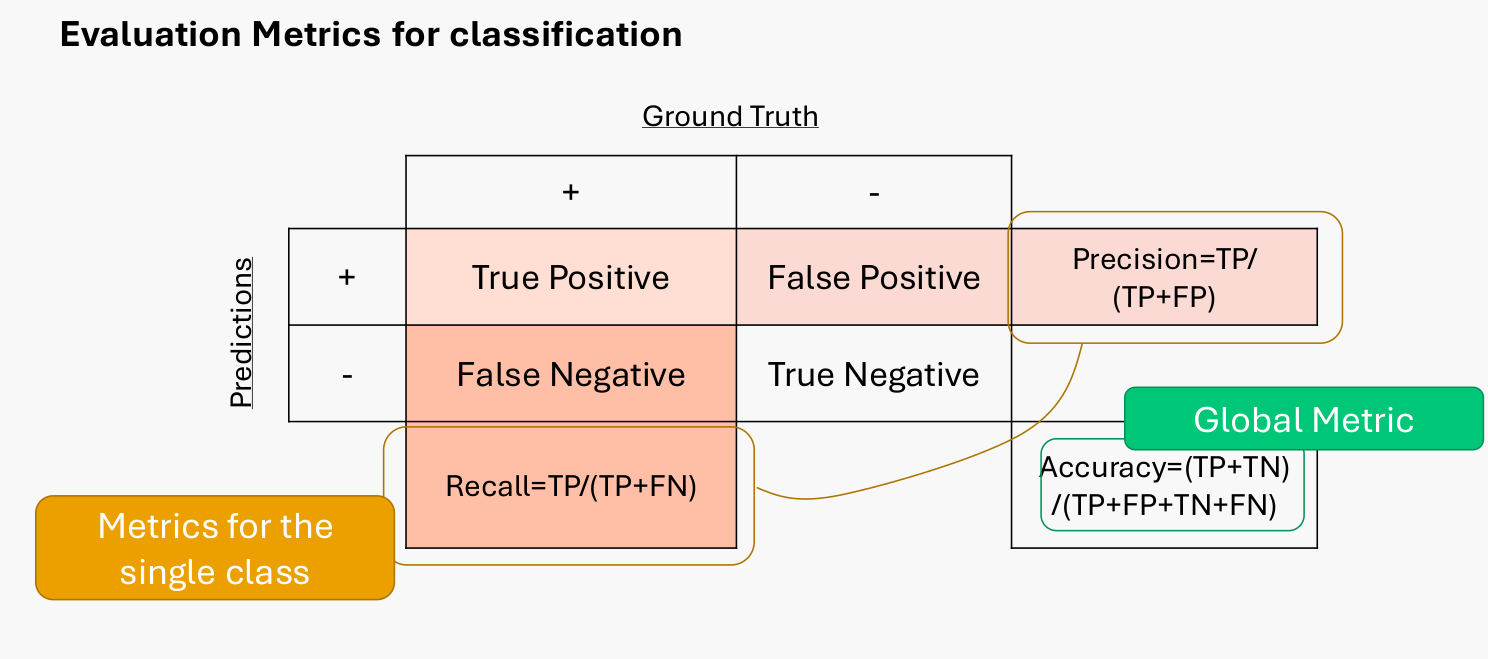 Evaluation Metrics for classification
Ground Truth
+
-
Predictions
+
True Positive
False Positive
Precision=TP/
(TP+FP)
-
False Negative
True Negative
Global Metric
Recall=TP/(TP+FN)
Accuracy=(TP+TN)
/(TP+FP+TN+FN)
Metrics for the
single class